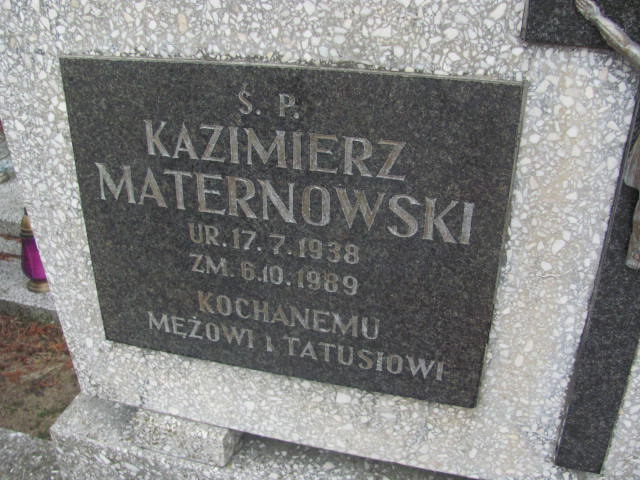 Ś. P.
KAZIMIERZ
MATERNOWSKI
UR. 17. 7. 1938
ZM. 6.10.1989
KOCHANEMU
MĘŻOWI I TATUSIOWI